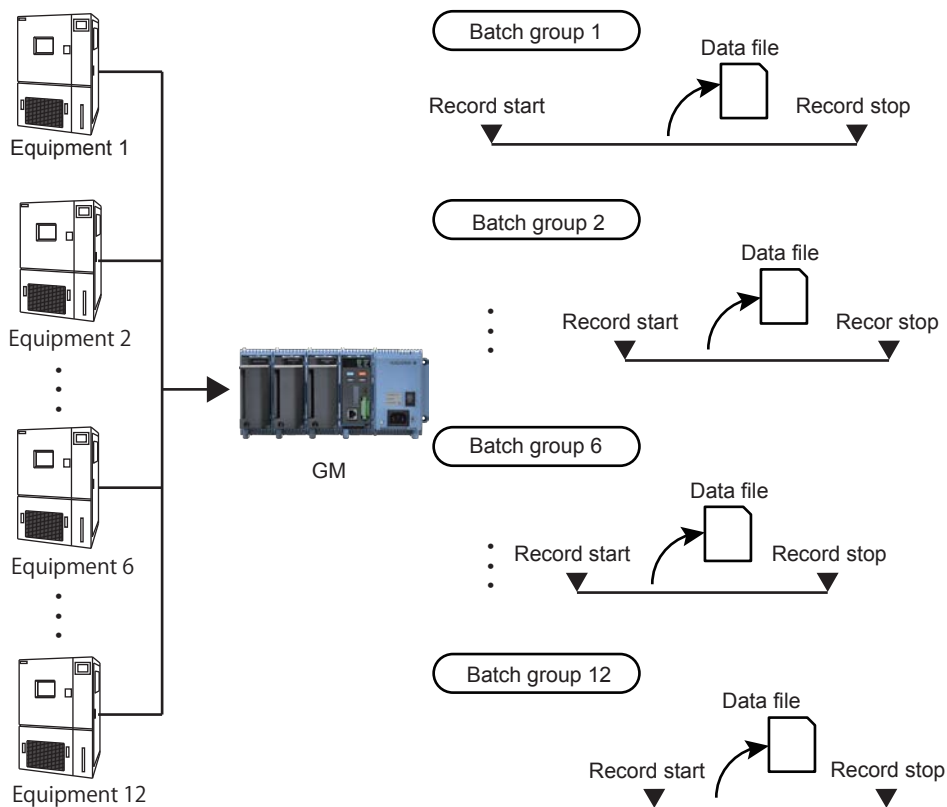 Equipment 1
Equipment 2
Equipment 6
Equipment 12
GM
Batch group 1
Data file
Record start
Record stop
Batch group 2
Data file
Record start
Recor stop
Batch group 6
Data file
Record start
Record stop
Batch group 12
Data file
Record start
Record stop